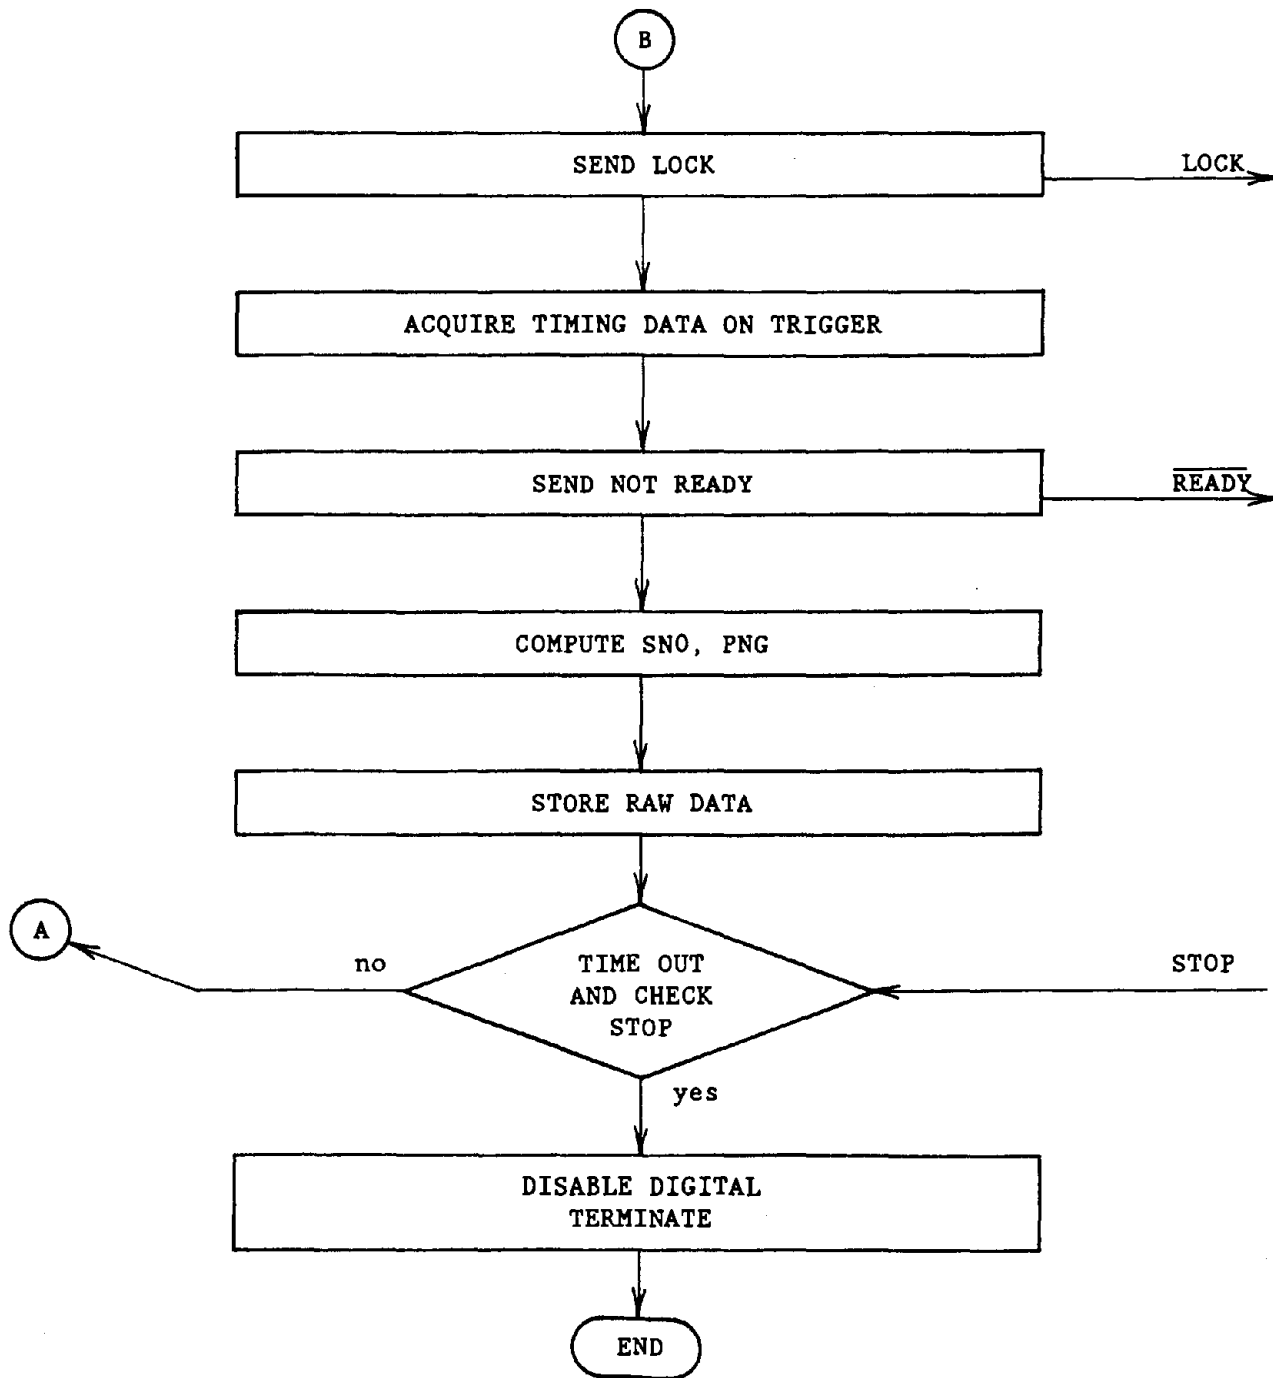 B
SEND LOCK
LOCK
ACQUIRE TIMING DATA ON TRIGGER
SEND NOT READY
READY
COMPUTE SNO, PNG
STORE RAW DATA
A
no
TIME OUT
AND CHECK
STOP
STOP
yes
DISABLE DIGITAL
TERMINATE
END